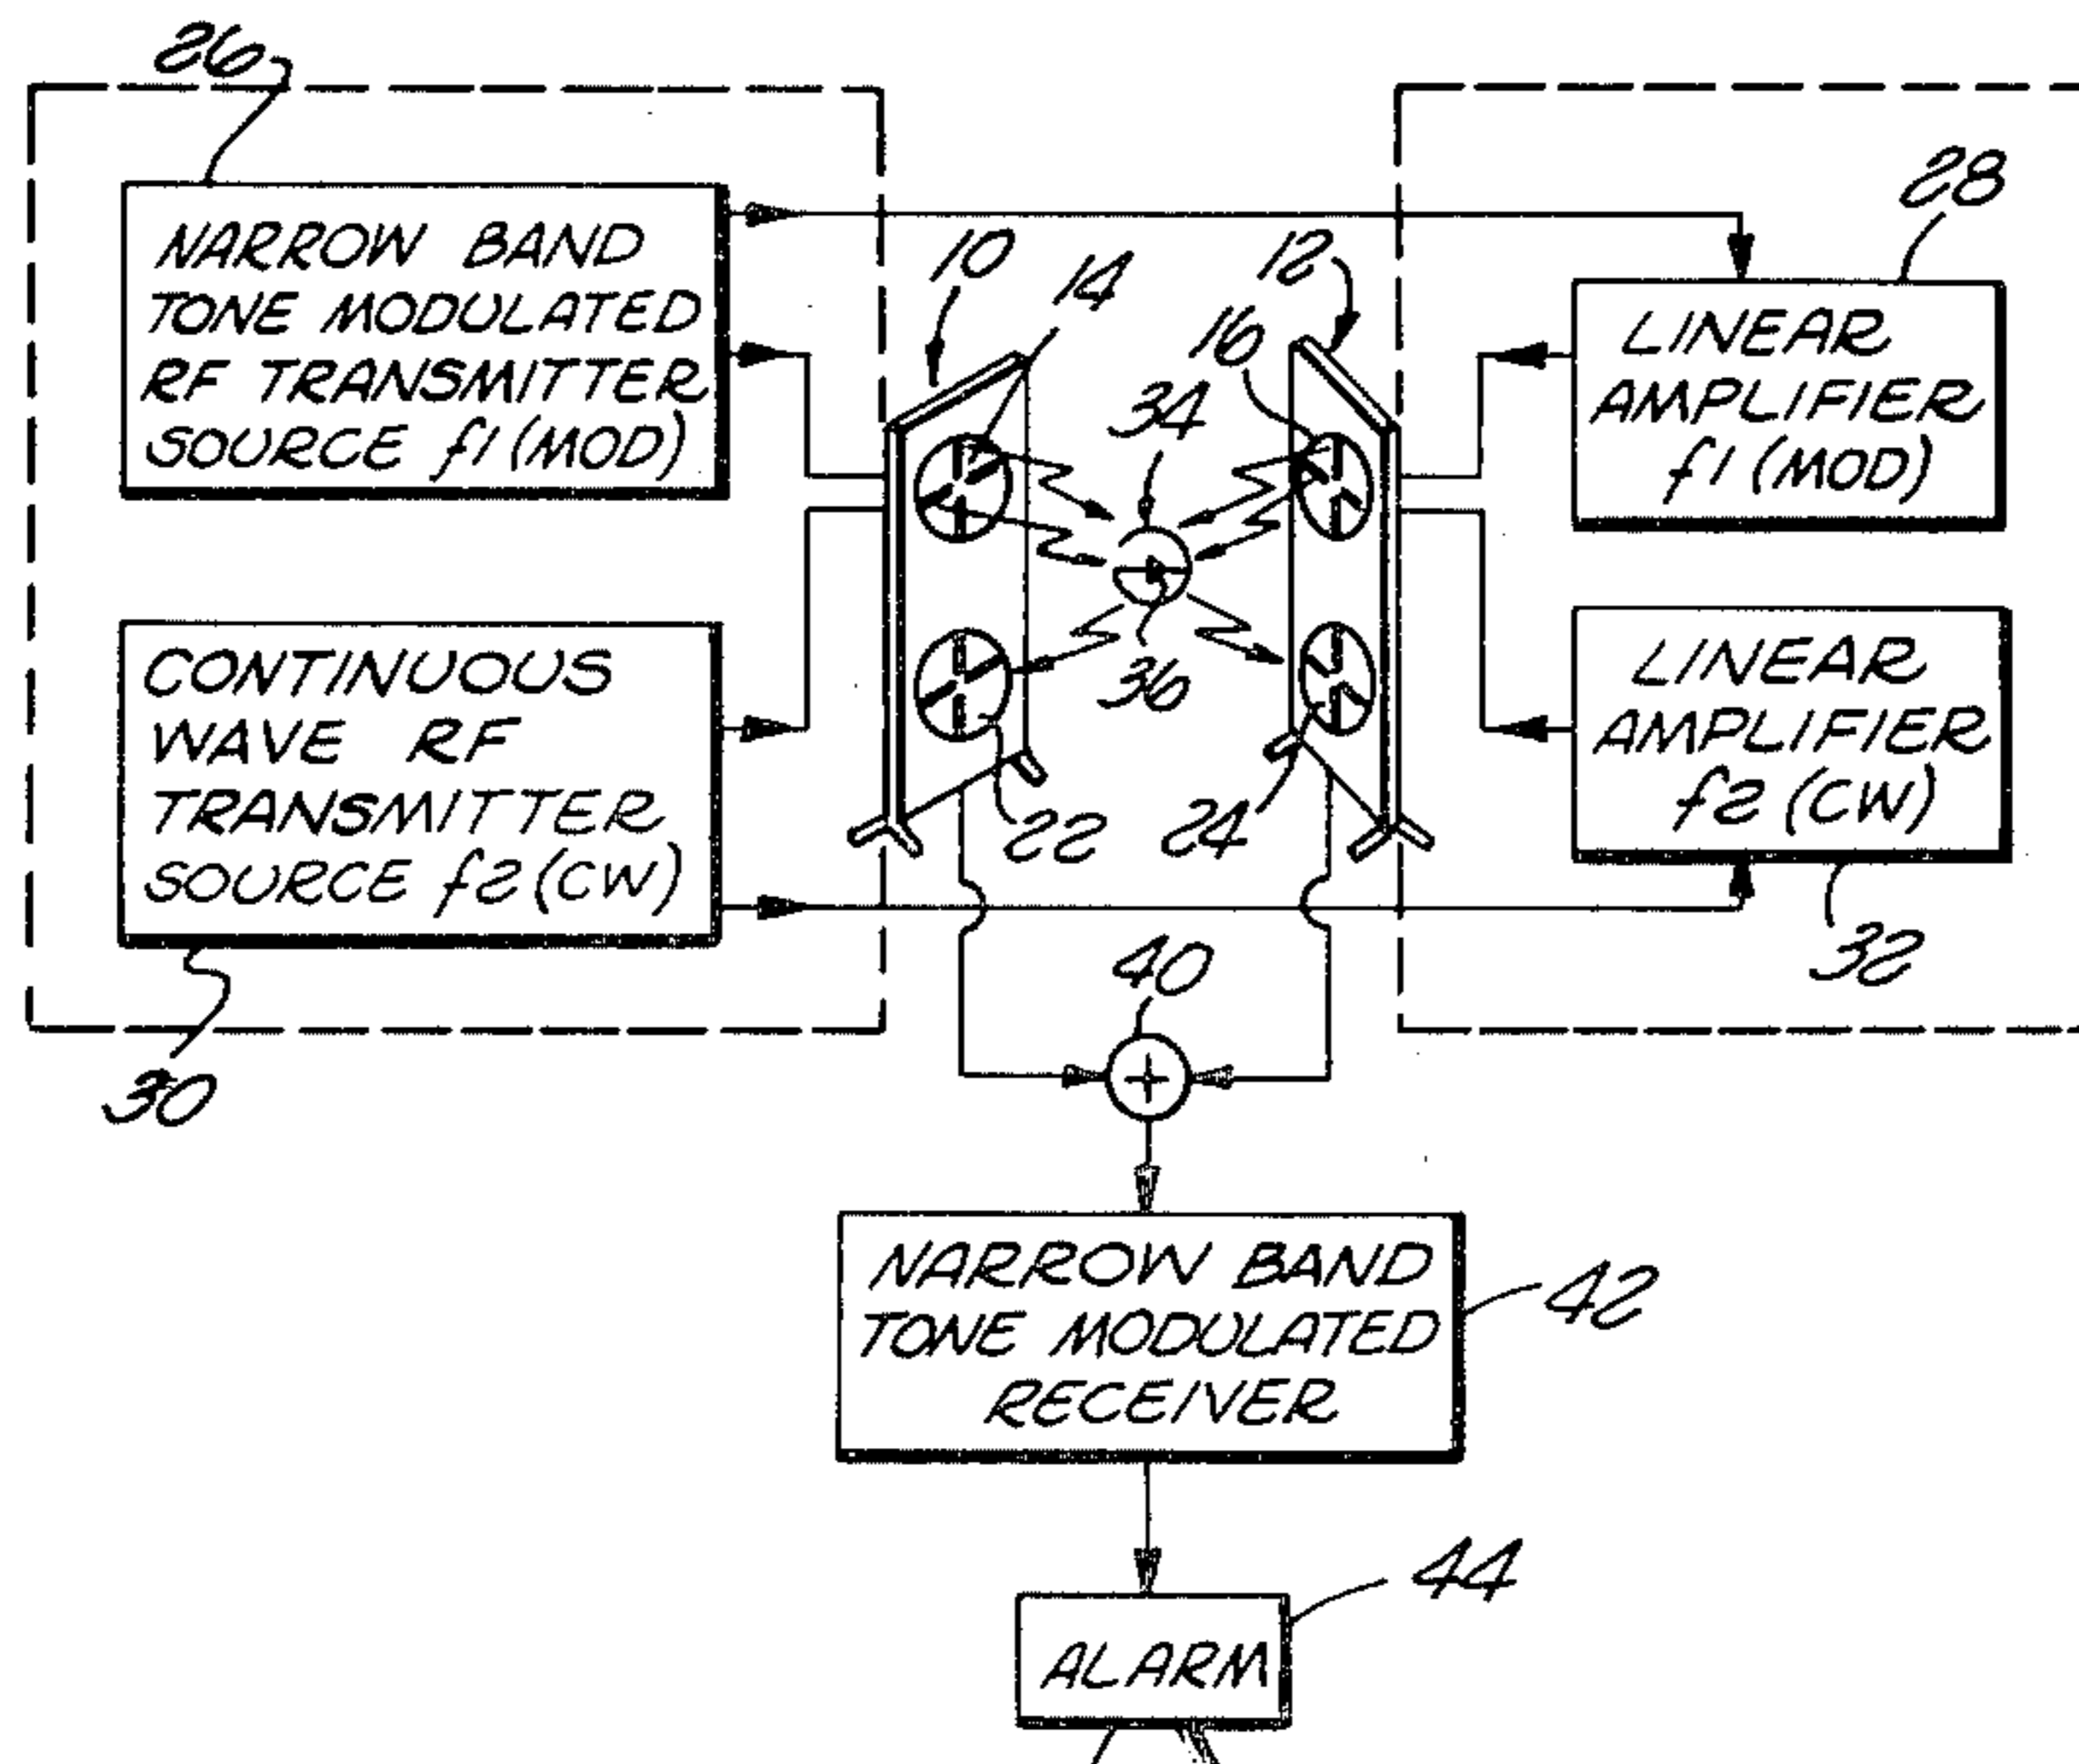 26
28
NARROW BAND
TONE MODULATED
RF TRANSMITTER
SOURCE f1 (MOD)
10
14
12
16
34
LINEAR
AMPLIFIER
f1 (MOD)
CONTINUOUS
WAVE RF
TRANSMITTER
SOURCE f2 (CW)
36
22
24
LINEAR
AMPLIFIER
f2 (CW)
30
40
32
NARROW BAND
TONE MODULATED
RECEIVER
42
44
ALARM